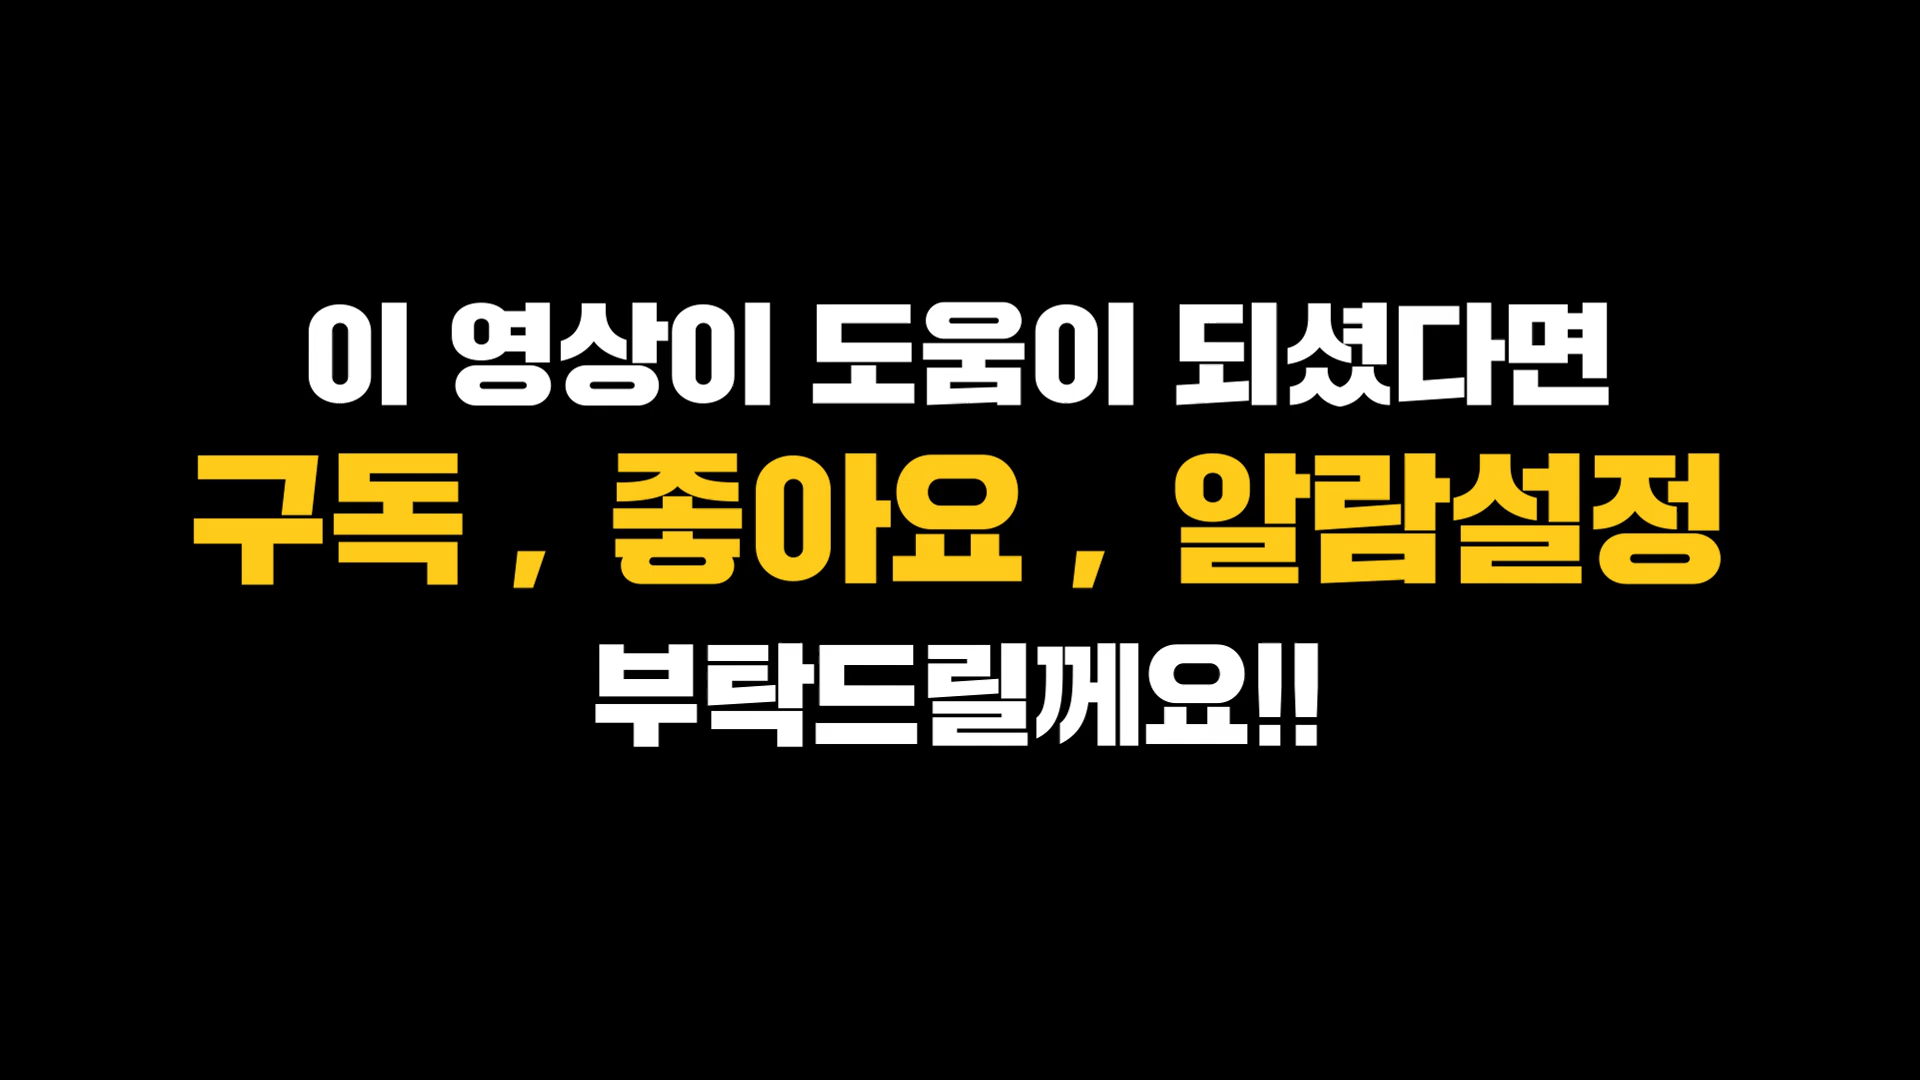 이 영상이 도움이 되셨다면
구독 , 좋아요 , 알람설정
부탁드릴께요!!